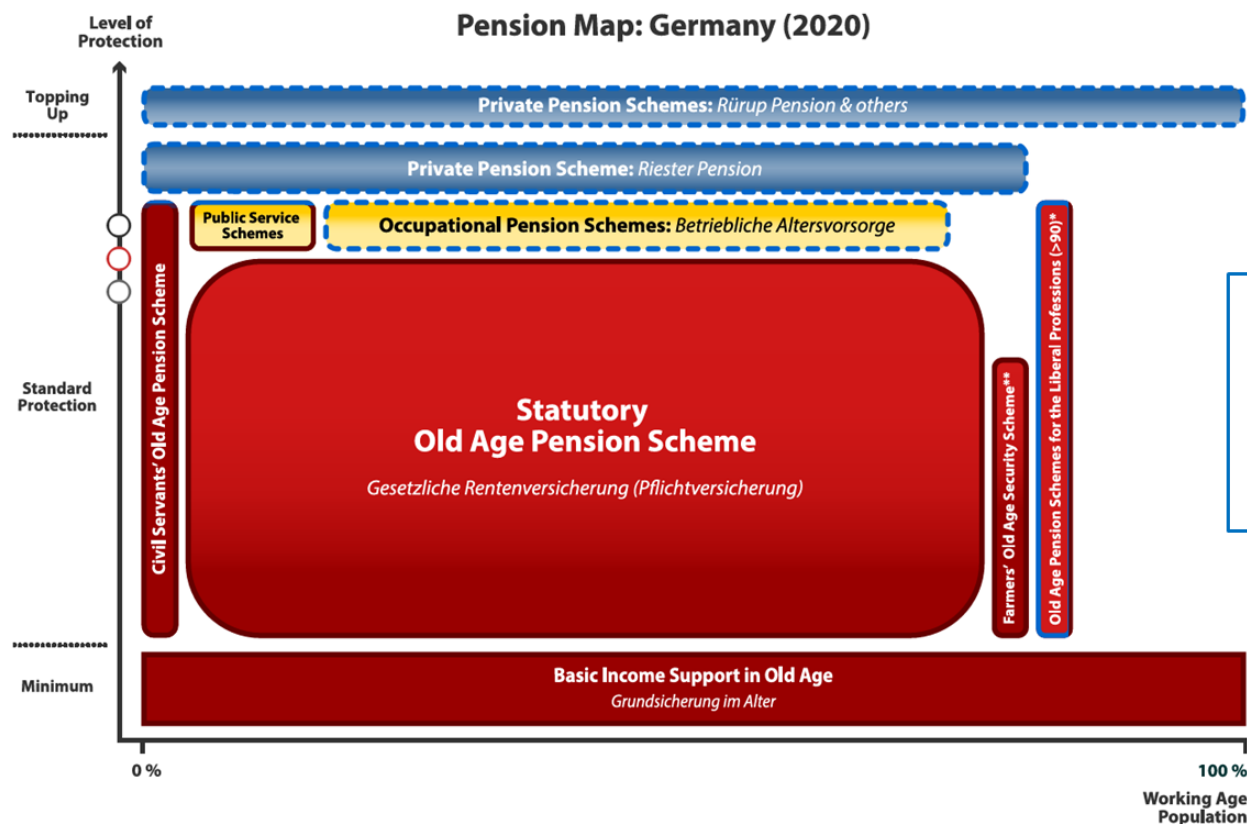 Pension Map: Germany (2020)
Level of
Protection
Topping
Up
Private Pension Schemes: Rürup Pension & others
Private Pension Scheme: Riester Pension
Public Service
Schemes
Occupational Pension Schemes: Betriebliche Altersvorsorge
Standard
Protection
Civil Servants' Old Age Pension Scheme
Statutory
Old Age Pension Scheme
Gesetzliche Rentenversicherung (Pflichtversicherung)
Farmers' Old Age Security Scheme**
Old Age Pension Schemes for the Liberal Professions (>90)*
Minimum
Basic Income Support in Old Age
Grundsicherung im Alter
0 %
100 %
Working Age
Population